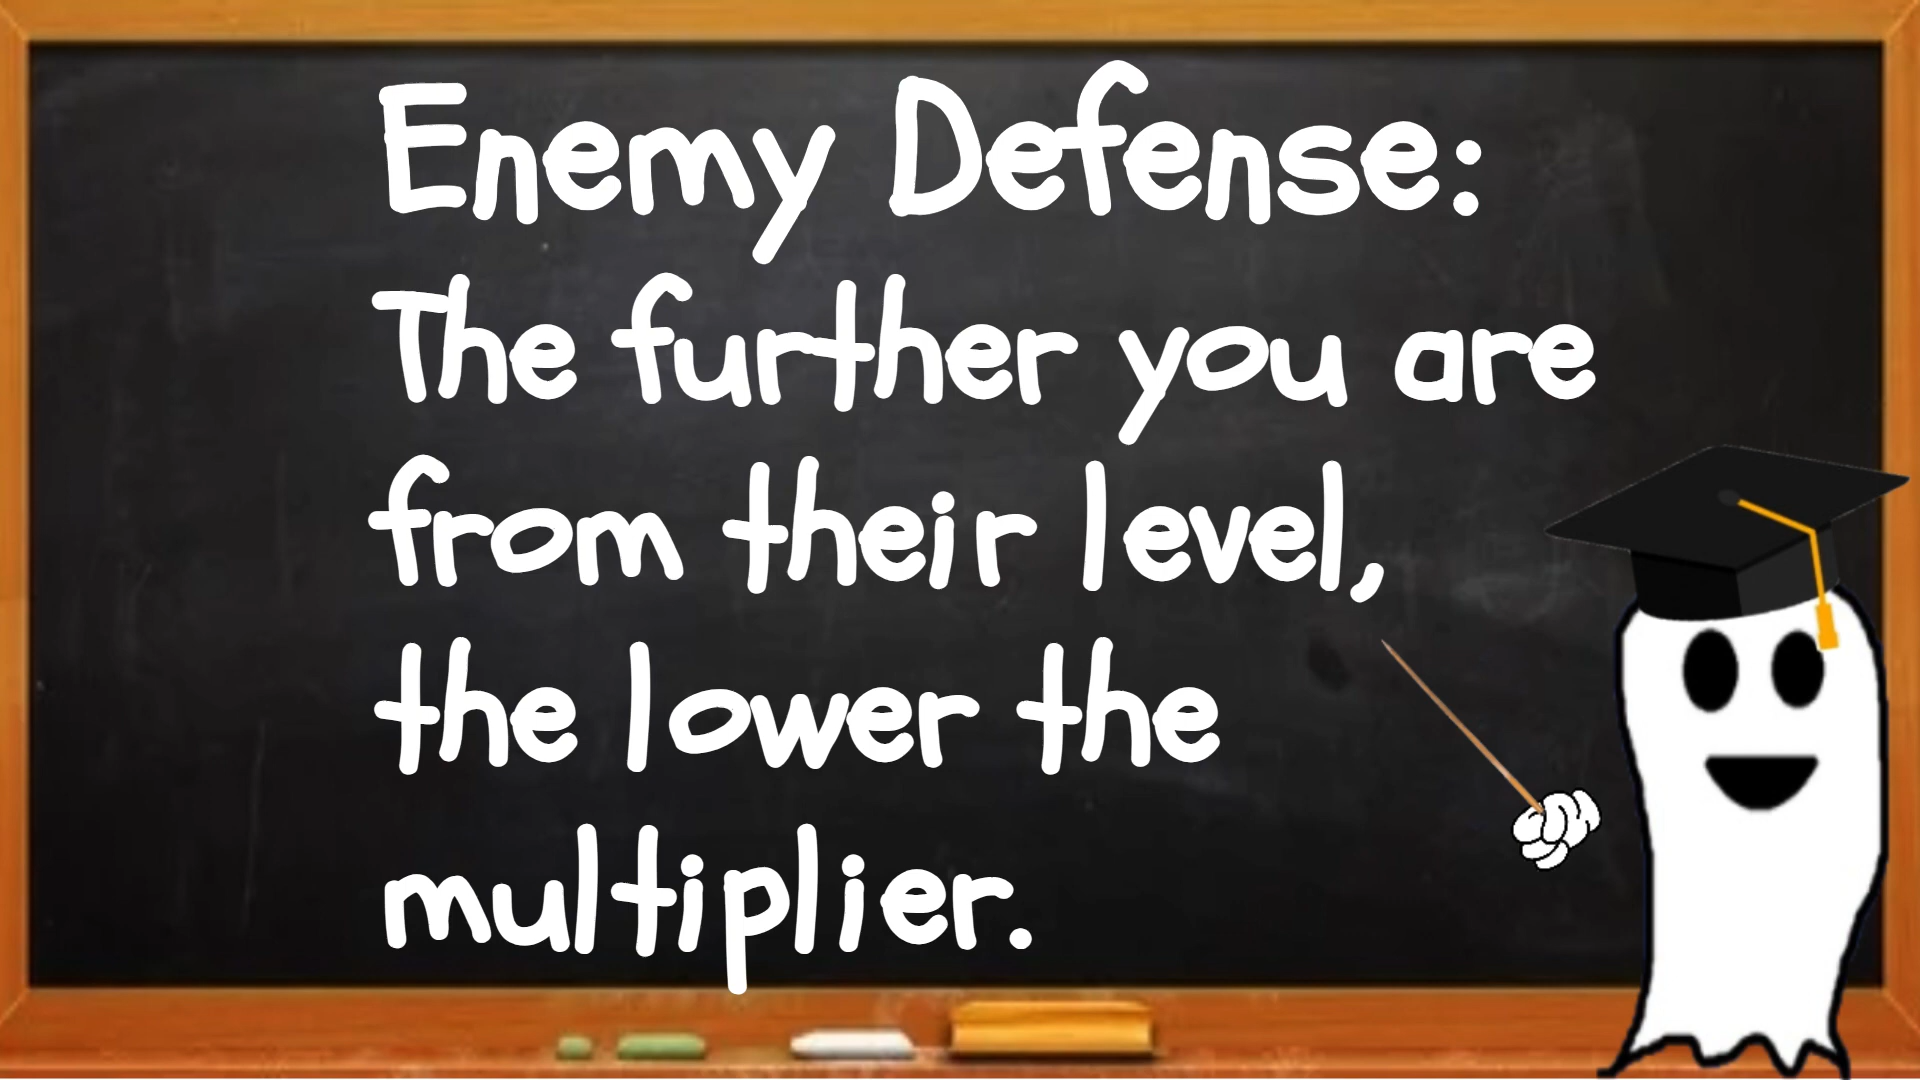 Enemy Defense:
The further you are
from their level,
the lower the
multiplier.